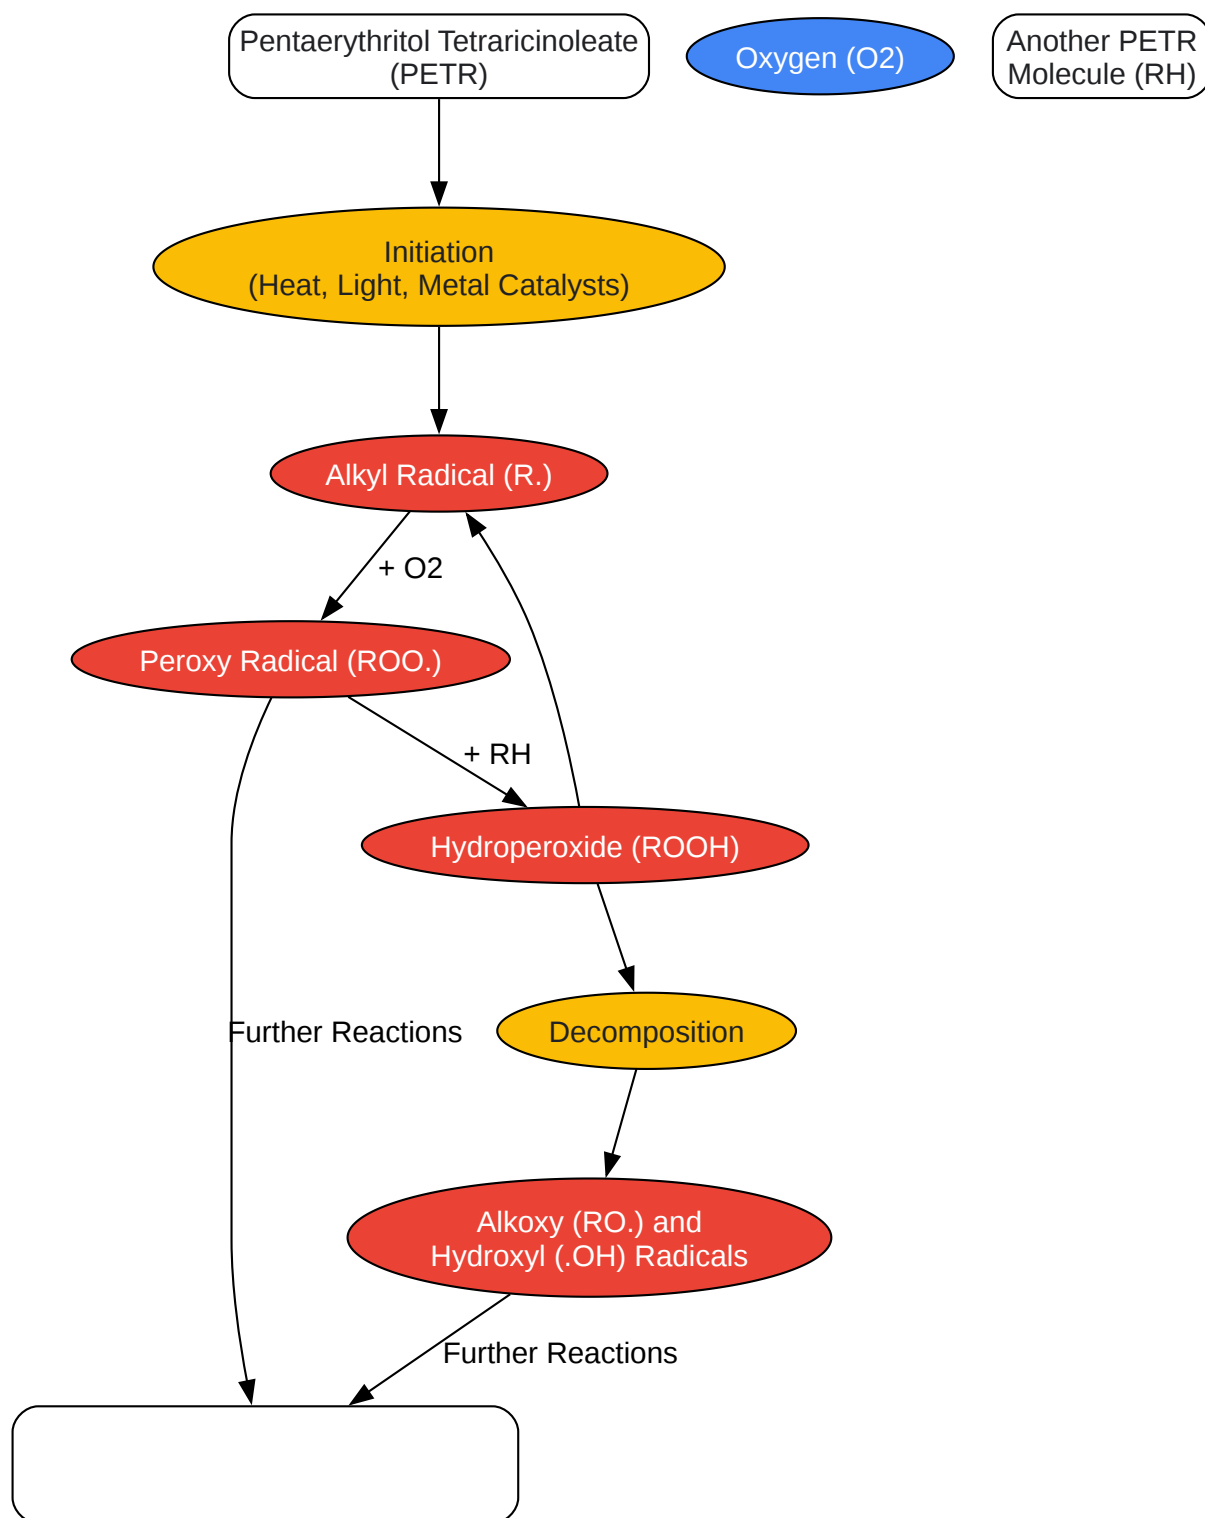 Pentaerythritol Tetraricinoleate
(PETR)
Oxygen (O2)
Another PETR
Molecule (RH)
Initiation
(Heat, Light, Metal Catalysts)
Alkyl Radical (R.)
+ O2
Peroxy Radical (ROO.)
+ RH
Hydroperoxide (ROOH)
Further Reactions
Decomposition
Alkoxy (RO.) and
Hydroxyl (.OH) Radicals
Further Reactions